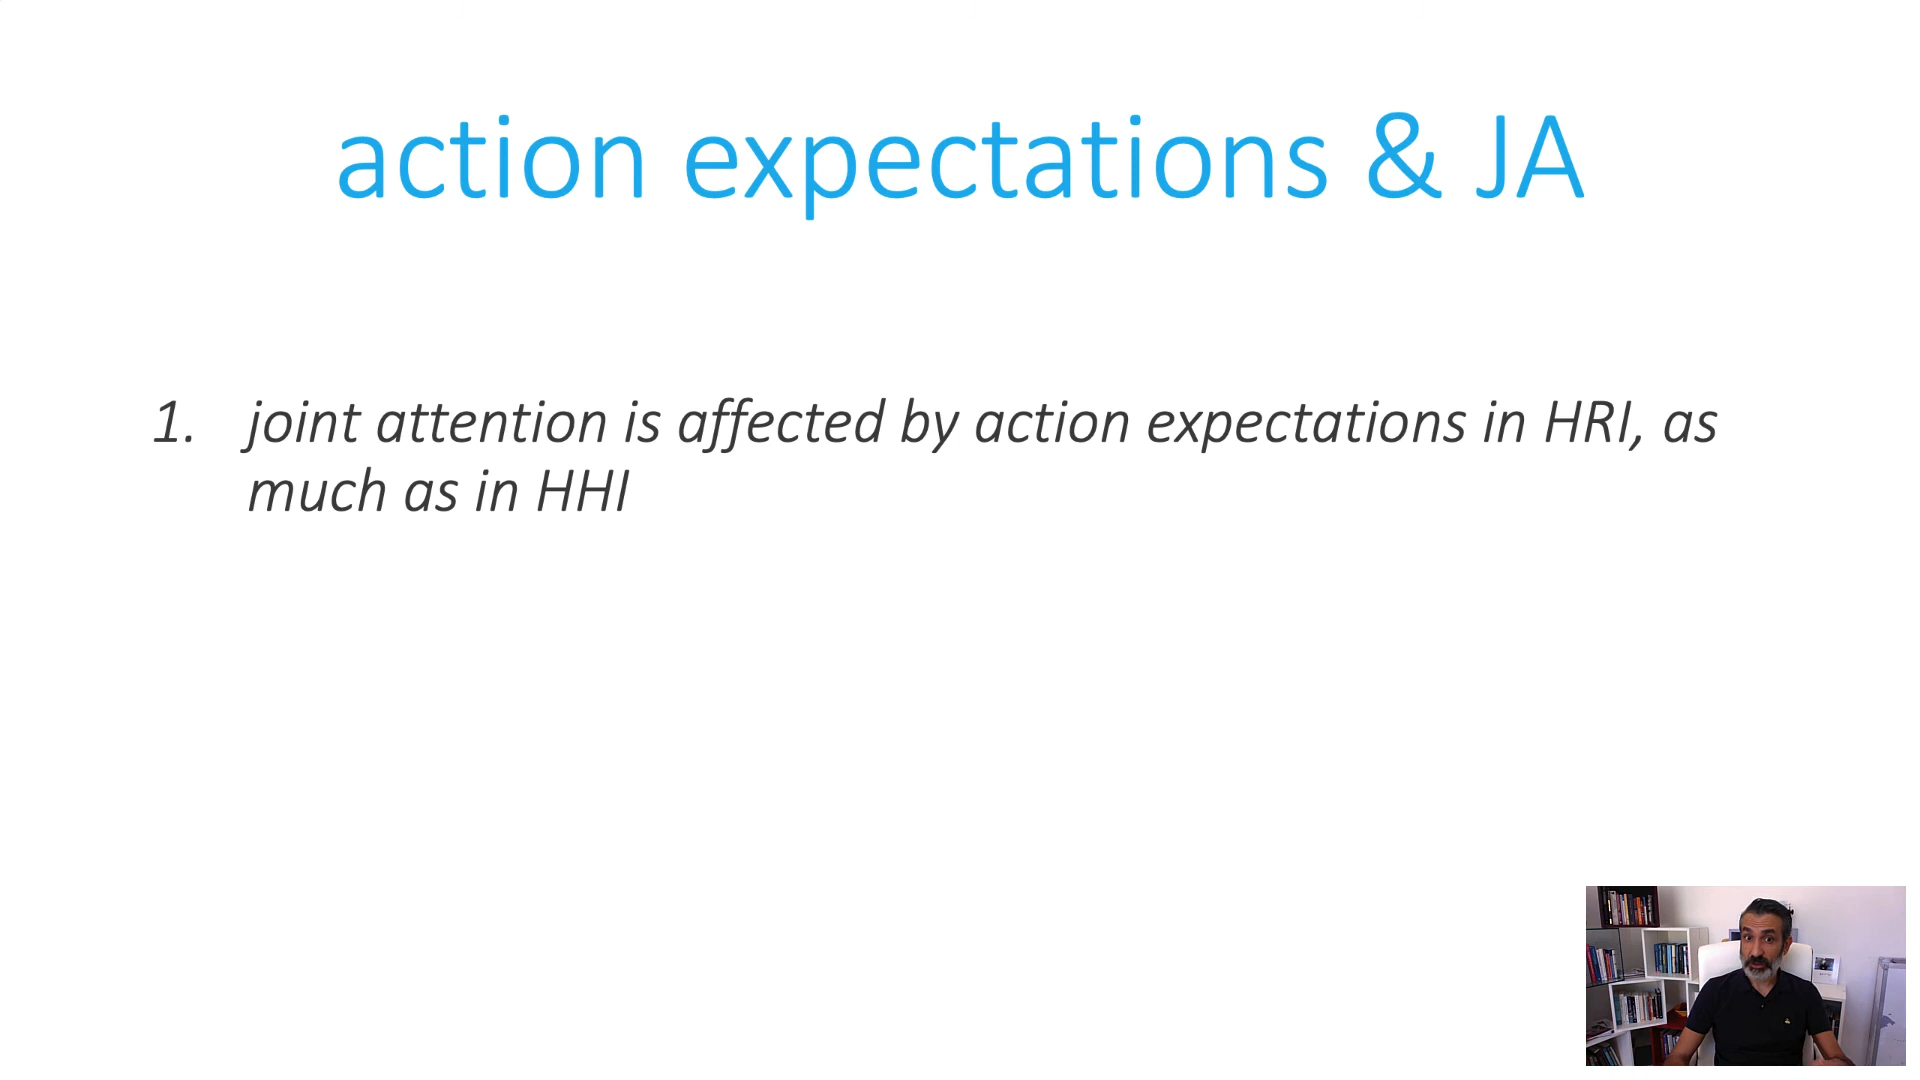 action expectations & JA
1. joint attention is affected by action expectations in HRI, as
much as in HHI